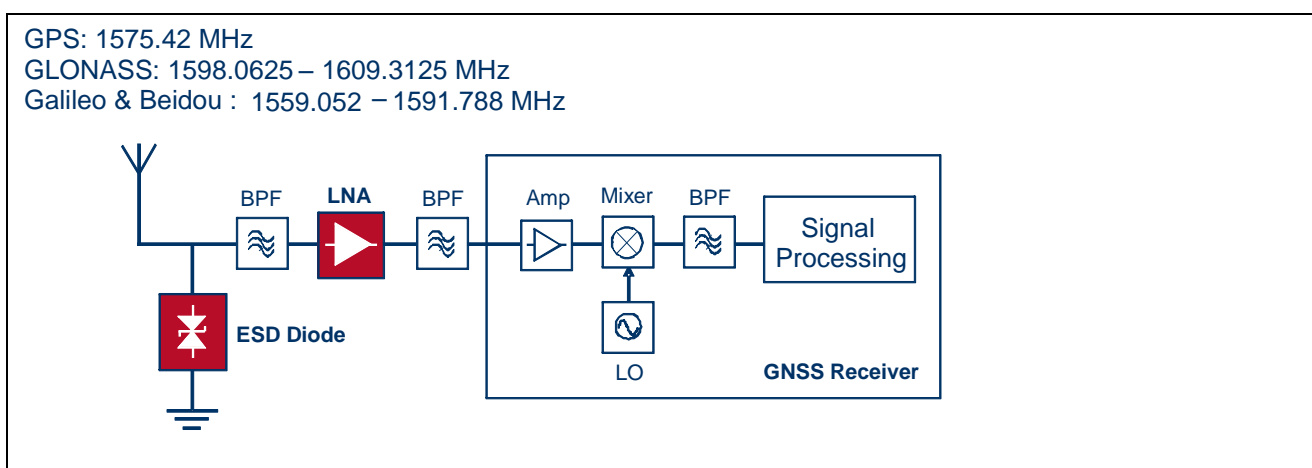 GPS: 1575.42 MHz
GLONASS: 1598.0625 – 1609.3125 MHz
Galileo & Beidou : 1559.052 – 1591.788 MHz
BPF
LNA
BPF
Amp
Mixer
BPF
Signal
Processing
ESD Diode
LO
GNSS Receiver